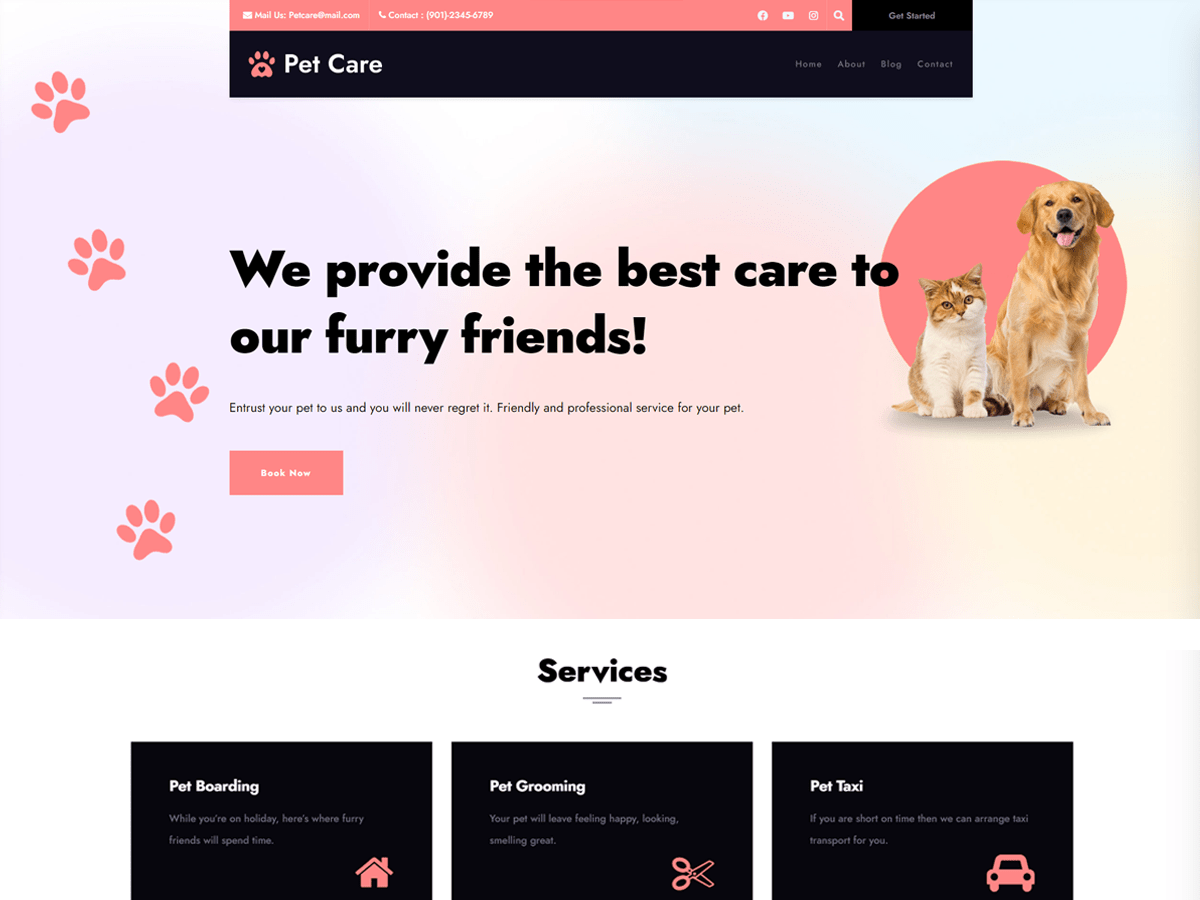 Mail Us: Petcare@mail.com
Contact : (901)-2345-6789
Get Started
Pet Care
Home
About
Blog
Contact
We provide the best care to
our furry friends!
Entrust your pet to us and you will never regret it. Friendly and professional service for your pet.
Book Now
Services
Pet Boarding
While you’re on holiday, here’s where furry
friends will spend time.
Pet Grooming
Your pet will leave feeling happy, looking,
smelling great.
Pet Taxi
If you are short on time then we can arrange taxi
transport for you.